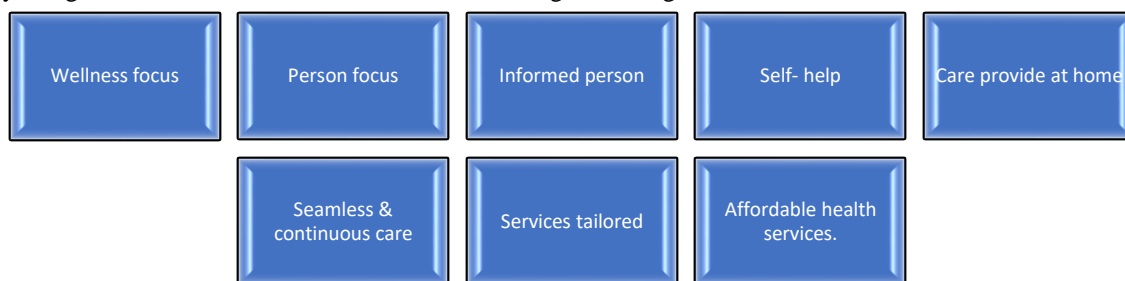 Wellness focus
Person focus
Informed person
Self- help
Care provide at home
Seamless &
continuous care
Services tailored
Affordable health
services.